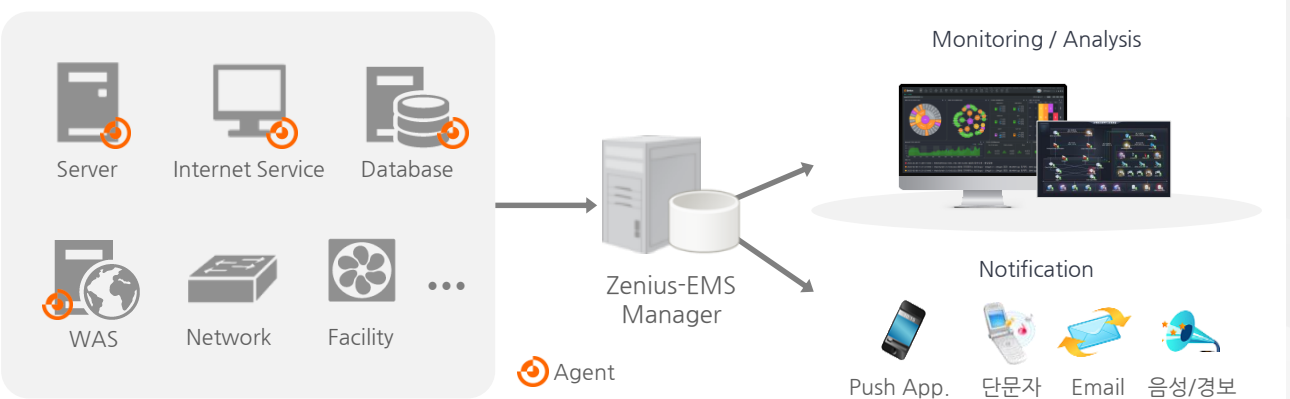 Monitoring / Analysis
Server
Internet Service
Database
WAS
Network
Facility
Zenius-EMS
Manager
Agent
Notification
Push App.
단문자
Email
음성/경보